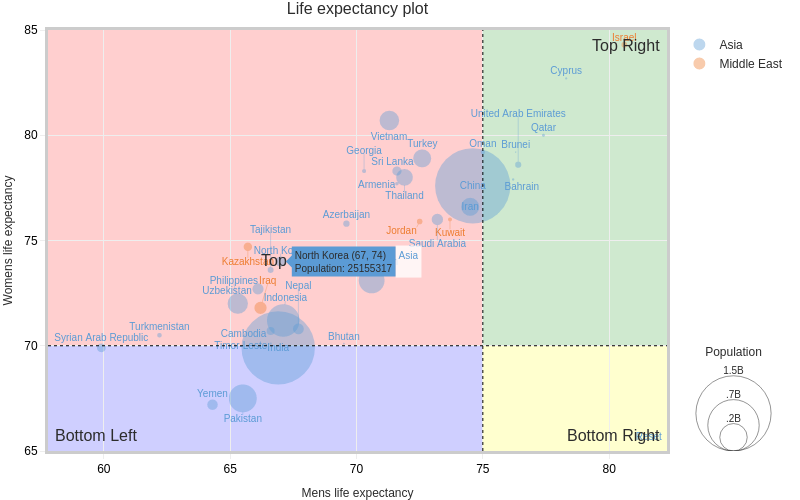 Life expectancy plot
85
80
75
70
65
60
65
70
75
80
Womens life expectancy
Mens life expectancy
Asia
Middle East
Top Right
Israel
Cyprus
United Arab Emirates
Qatar
Vietnam
Turkey
Oman
Brunei
Georgia
Sri Lanka
Armenia
Thailand
China
Bahrain
Iran
Azerbaijan
Jordan
Kuwait
Saudi Arabia
Tajikistan
North Ko
Kazakhsta
Top
North Korea (67, 74)
Population: 25155317
Asia
Philippines
Iraq
Nepal
Uzbekistan
Indonesia
Turkmenistan
Syrian Arab Republic
Cambodia
Bhutan
India
Yemen
Pakistan
Bottom Left
Bottom Right
Population
1.5B
.7B
.2B